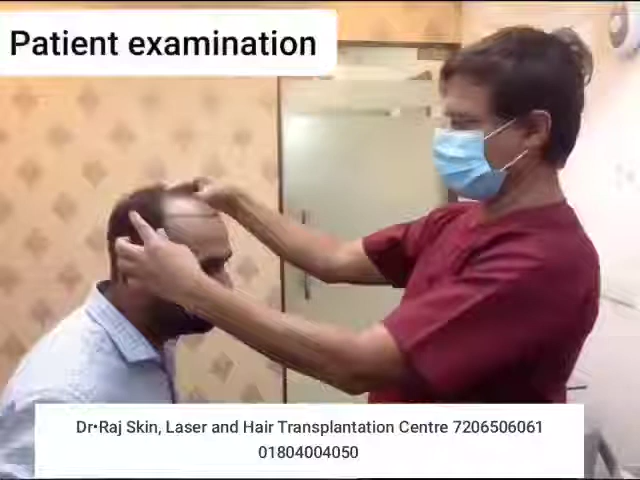 Patient examination
Dr•Raj Skin, Laser and Hair Transplantation Centre 7206506061
01804004050